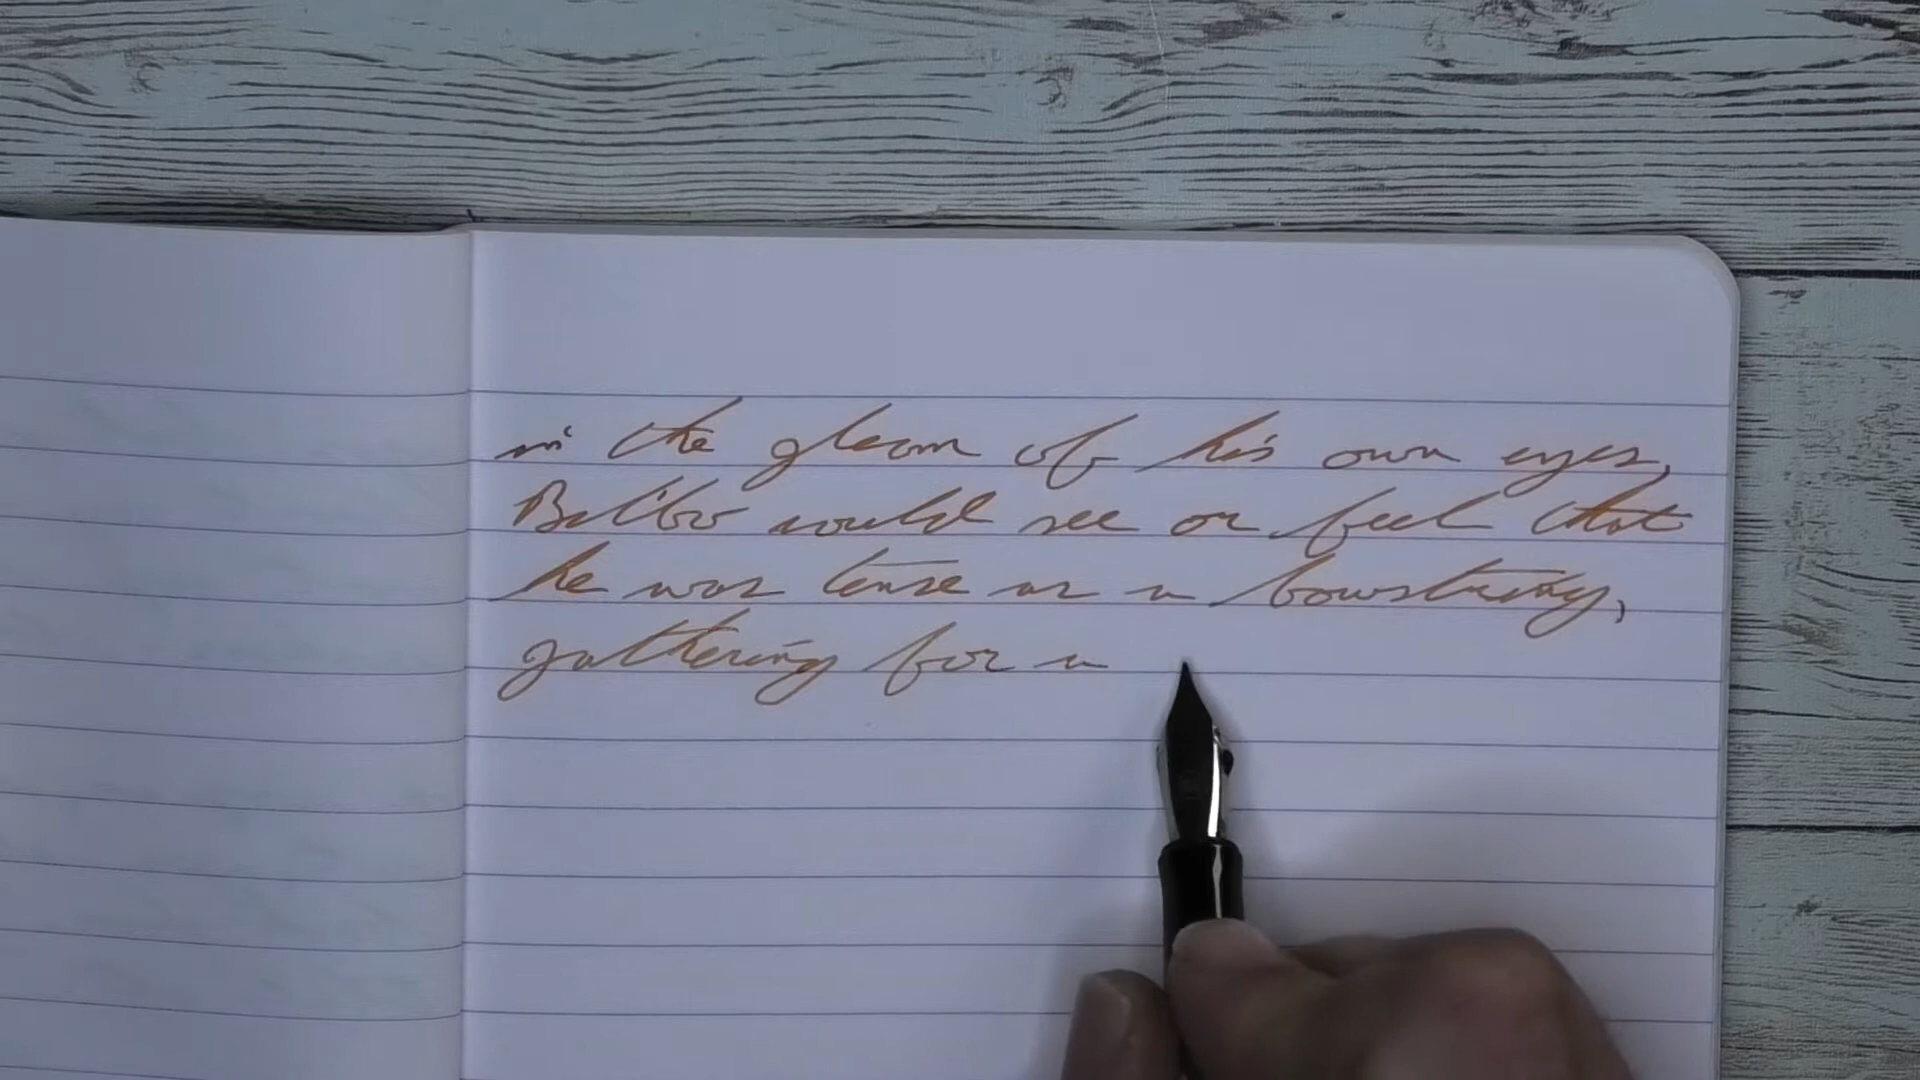 in the gleam of his own eyes,
Bilbo could see or feel that
he was tense as a bowstring,
gathering for a